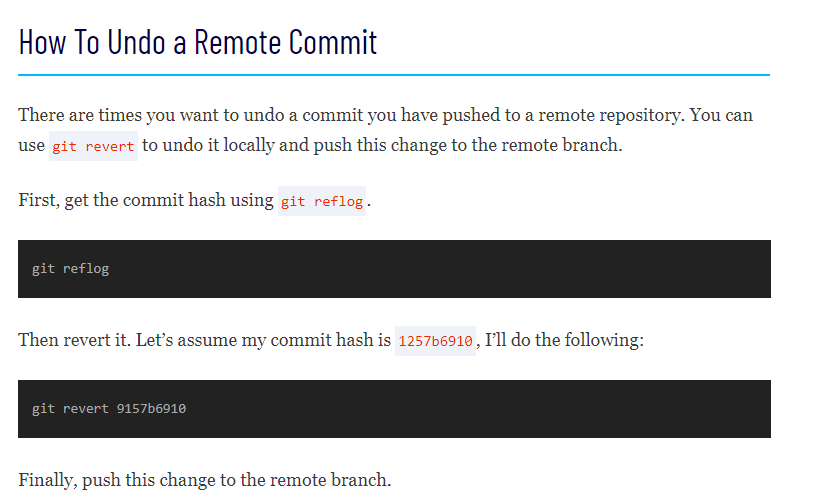 How To Undo a Remote Commit
There are times you want to undo a commit you have pushed to a remote repository. You can
use git revert to undo it locally and push this change to the remote branch.
First, get the commit hash using git reflog.
git reflog
Then revert it. Let’s assume my commit hash is 1257b6910, I’ll do the following:
git revert 9157b6910
Finally, push this change to the remote branch.